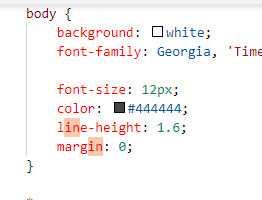 body {
background: white;
font-family: Georgia, 'Time
font-size: 12px;
color: #444444;
line-height: 1.6;
margin: 0;
}